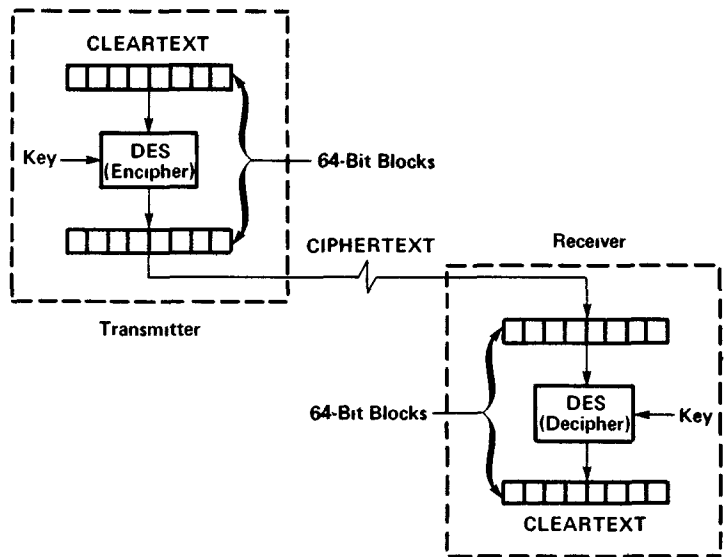 CLEARTEXT
DES
(Encipher)
Key
64-Bit Blocks
CIPHERTEXT
Transmitter
Receiver
64-Bit Blocks
DES
(Decipher)
Key
CLEARTEXT